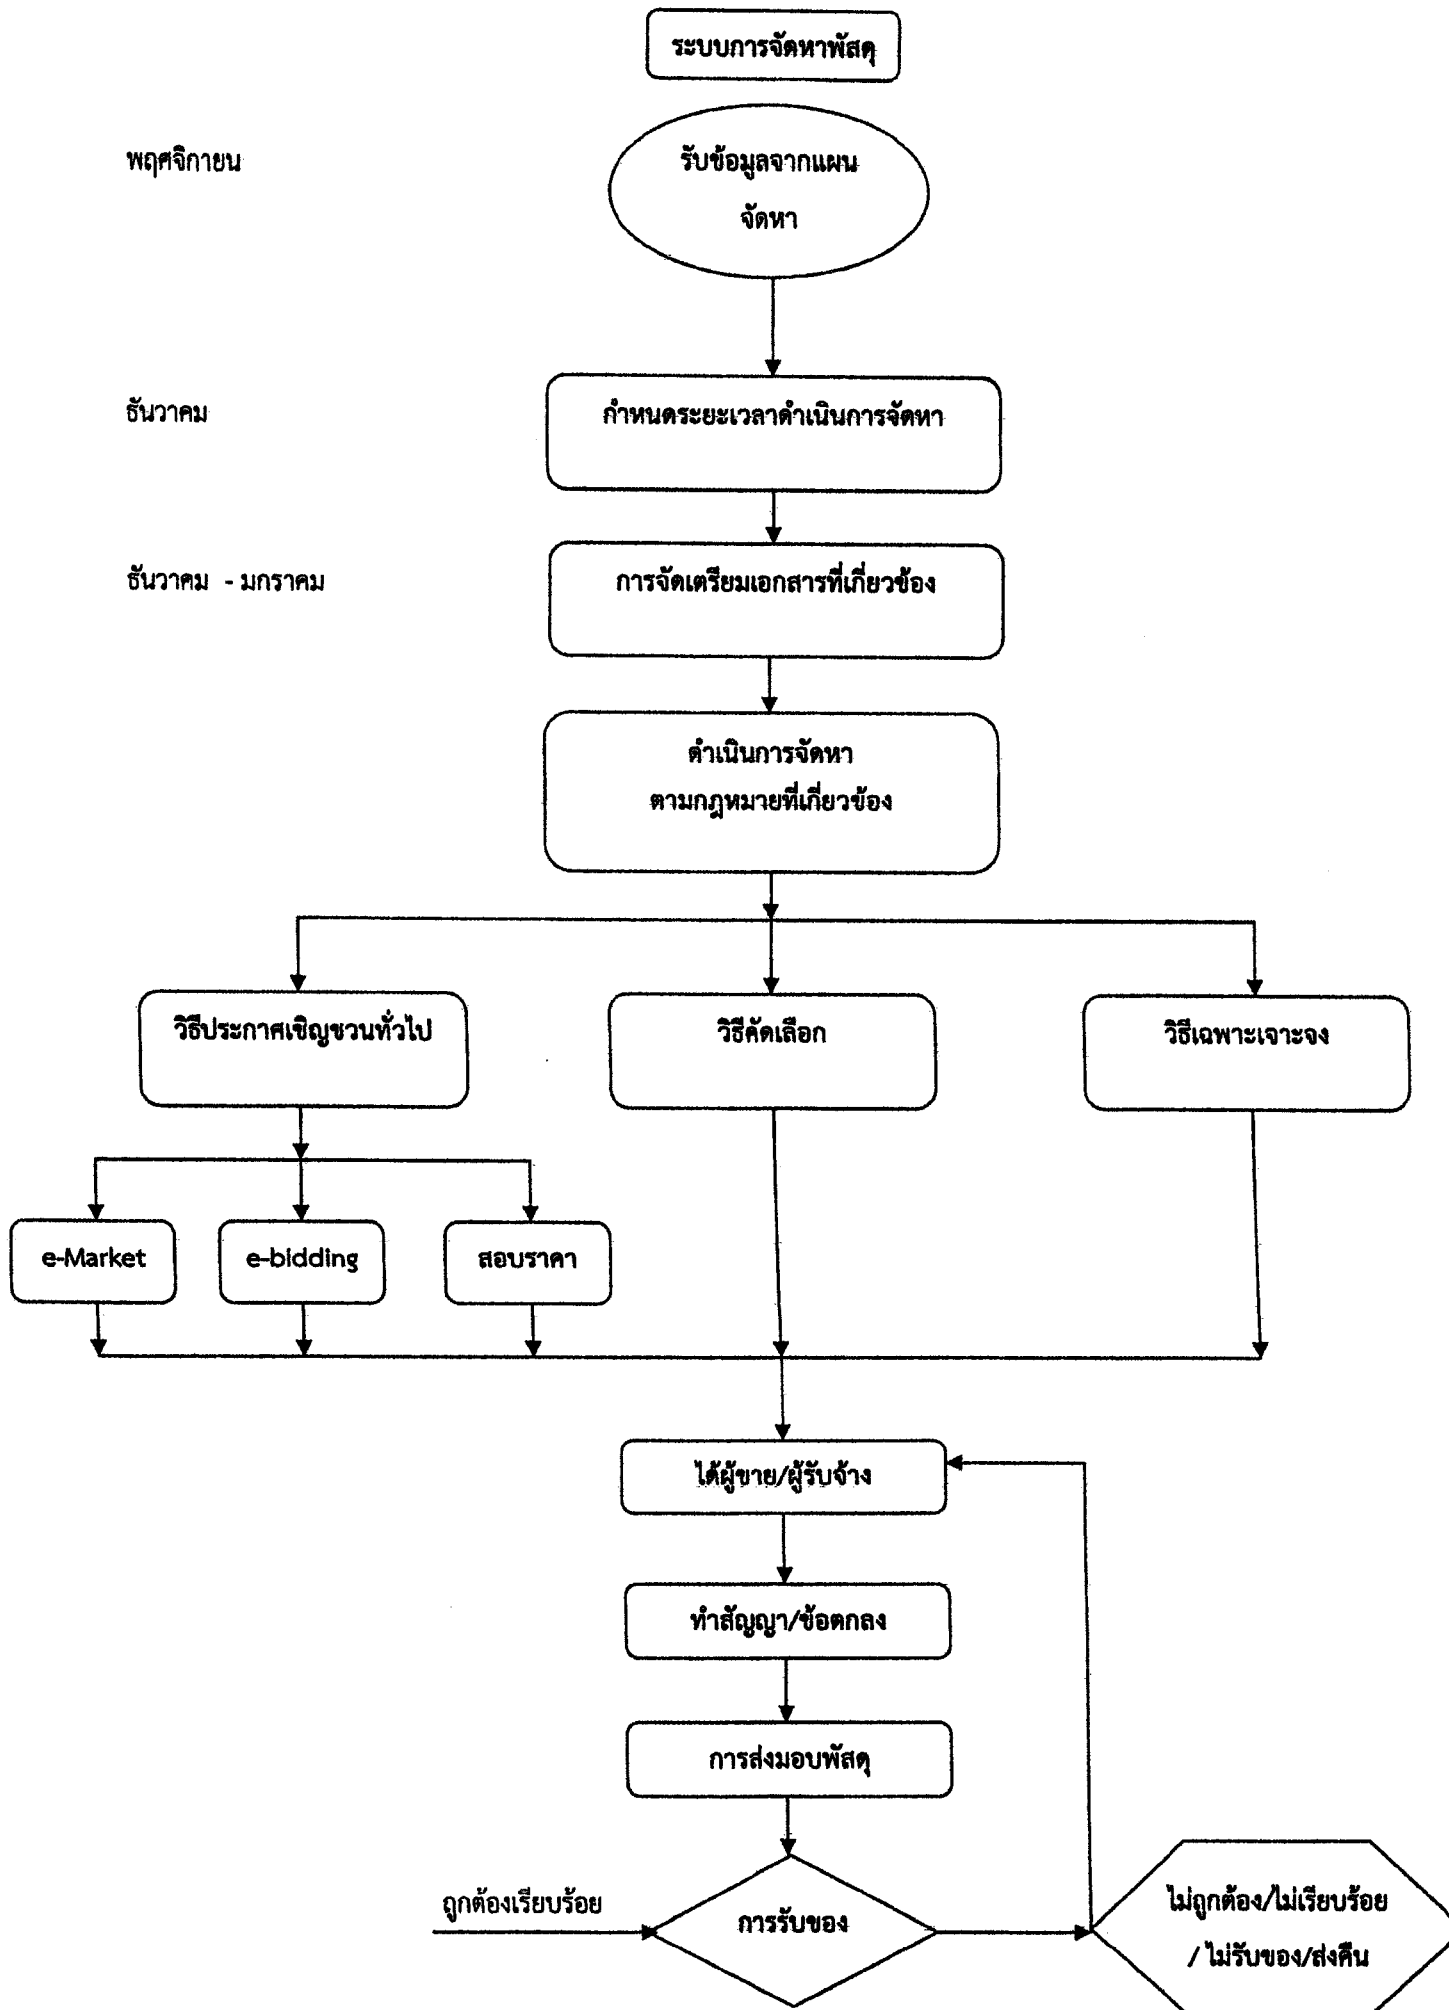 ระบบการจัดหาพัสดุ
พฤศจิกายน
รับข้อมูลจากแผน
จัดหา
ธันวาคม
กำหนดระยะเวลาดำเนินการจัดหา
ธันวาคม - มกราคม
การจัดเตรียมเอกสารที่เกี่ยวข้อง
ดำเนินการจัดหา
ตามกฎหมายที่เกี่ยวข้อง
วิธีประกาศเชิญชวนทั่วไป
วิธีคัดเลือก
วิธีเฉพาะเจาะจง
e-Market
e-bidding
สอบราคา
ได้ผู้ขาย/ผู้รับจ้าง
ทำสัญญา/ข้อตกลง
การส่งมอบพัสดุ
ถูกต้องเรียบร้อย
การรับของ
ไม่ถูกต้อง/ไม่เรียบร้อย
/ ไม่รับของ/ส่งคืน